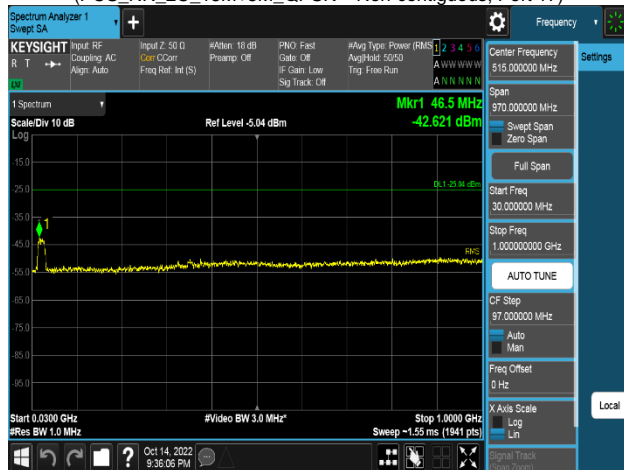 Spectrum Analyzer 1
Swept SA
Frequency
KEYSIGHT
R T
Input: RF
Coupling: AC
Align: Auto
Input Z: 50 Ω
Corr CCorr
Freq Ref: Int (S)
#Atten: 18 dB
Preamp: Off
PNO: Fast
Gate: Off
IF Gain: Low
Sig Track: Off
#Avg Type: Power (RMS
Avg|Hold: 50/50
Trig: Free Run
1 2 3 4 5 6
A W W W W W
A N N N N N
1 Spectrum
Scale/Div 10 dB
Log
Ref Level -5.04 dBm
Mkr1 46.5 MHz
-42.621 dBm
-15.0
-25.0
-35.0
-45.0
-55.0
-65.0
-75.0
-85.0
-95.0
DL1 -25.04 dBm
1
RMS
Start 0.0300 GHz
#Res BW 1.0 MHz
#Video BW 3.0 MHz*
Stop 1.0000 GHz
Sweep ~1.55 ms (1941 pts)
Center Frequency
515.000000 MHz
Settings
Span
970.000000 MHz
Swept Span
Zero Span
Full Span
Start Freq
30.000000 MHz
Stop Freq
1.000000000 GHz
AUTO TUNE
CF Step
97.000000 MHz
Auto
Man
Freq Offset
0 Hz
X Axis Scale
Log
Lin
Local
Signal Track
(Span Zoom)
?
Oct 14, 2022
9:36:06 PM